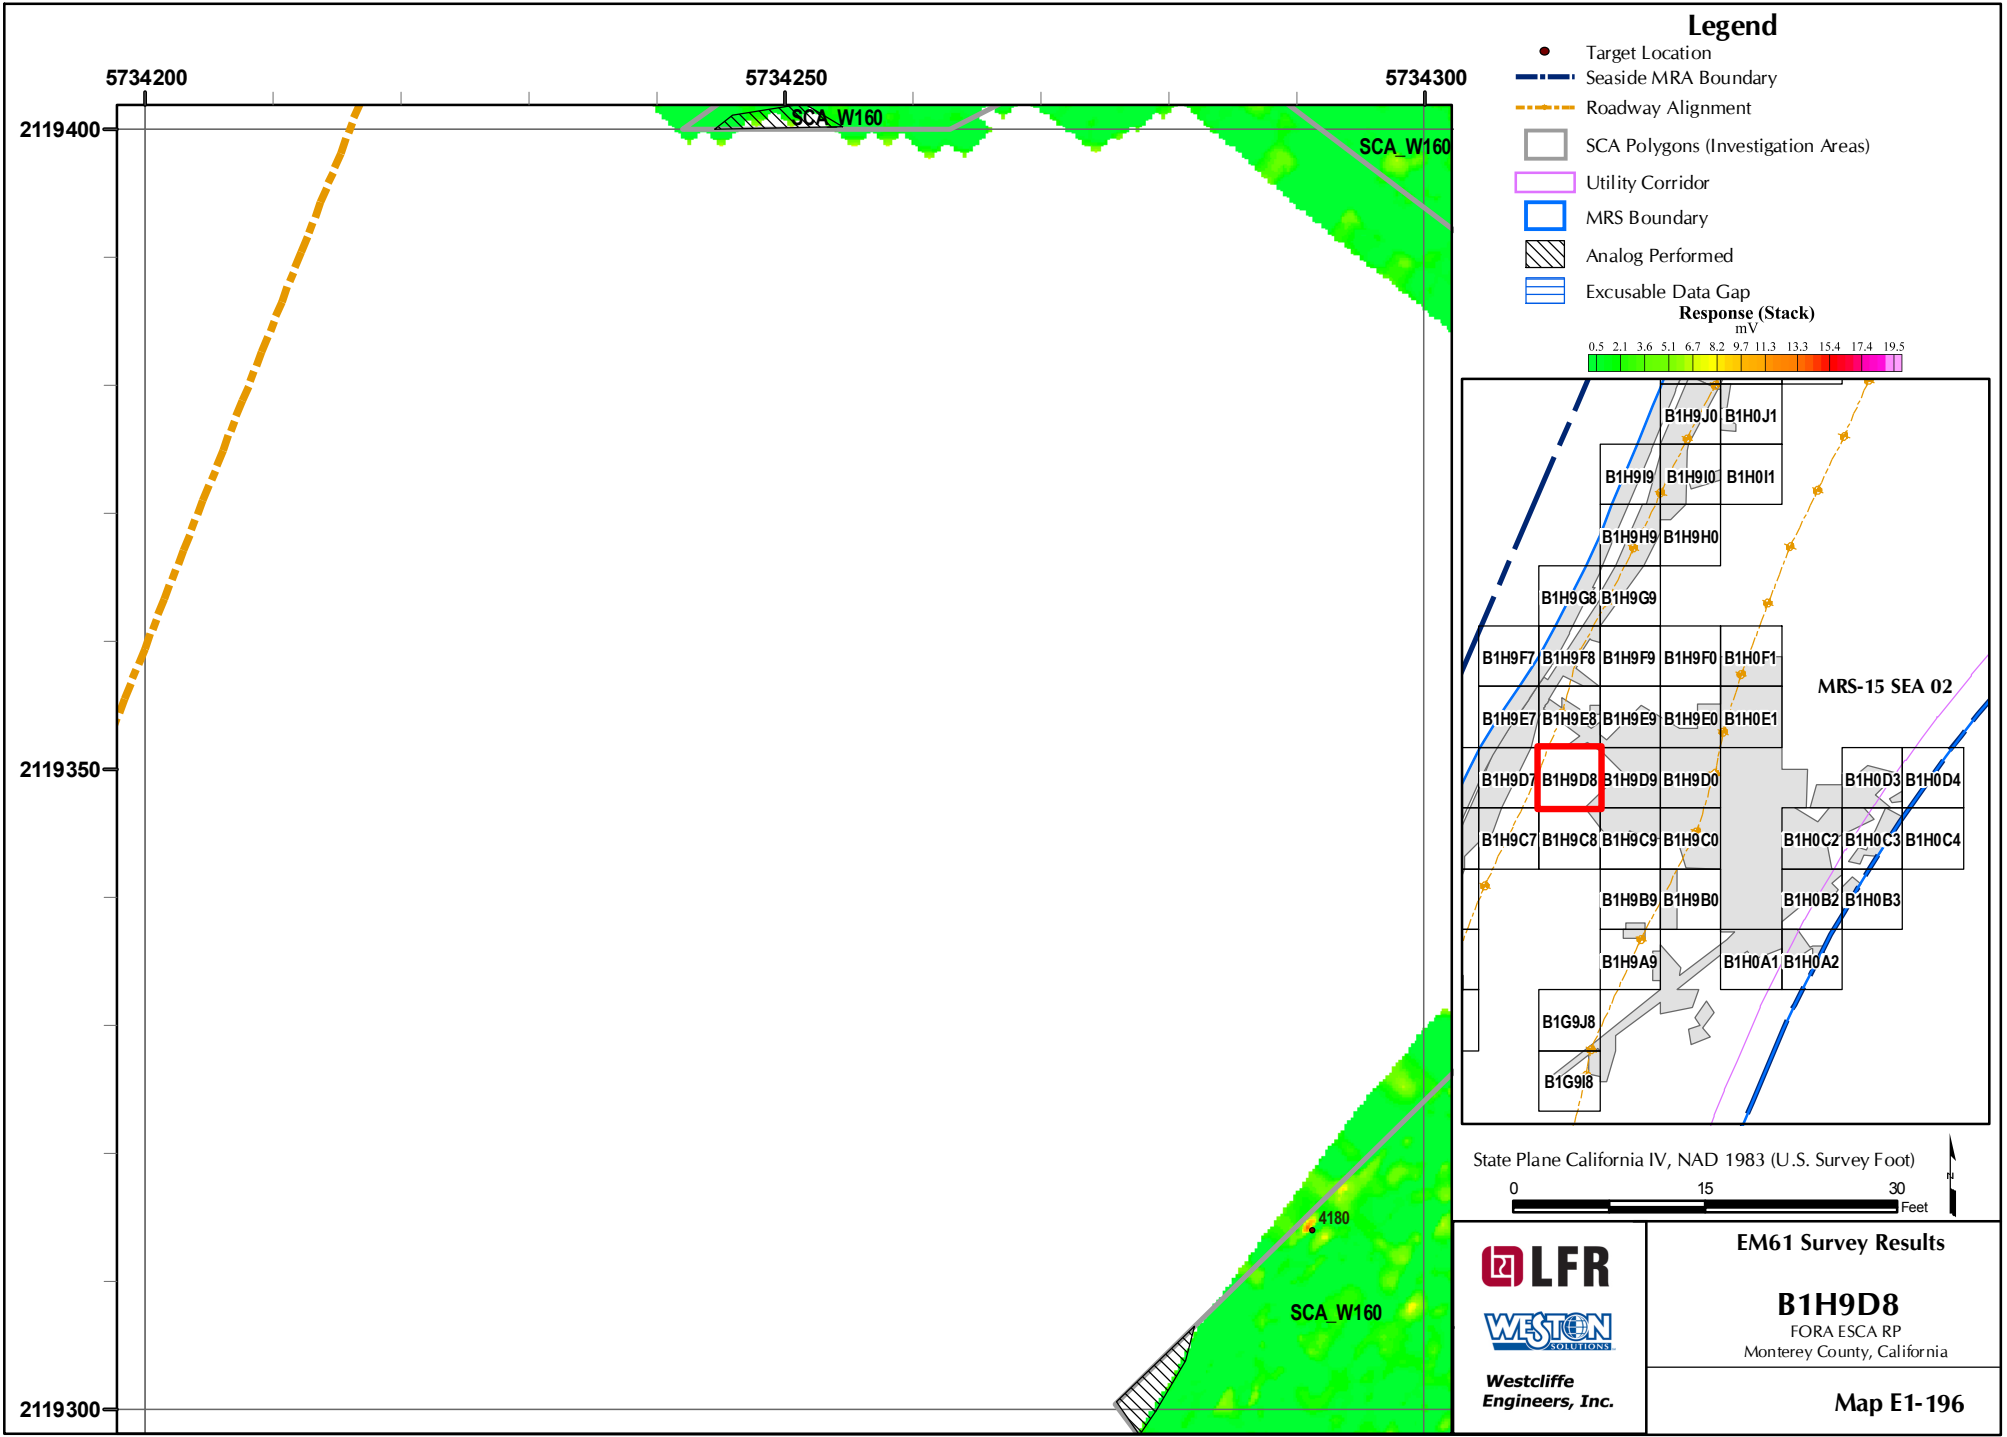 5734200
5734250
5734300
2119400
2119350
2119300
SCA_W160
SCA_W160
4180
SCA_W160
Legend
Target Location
Seaside MRA Boundary
Roadway Alignment
SCA Polygons (Investigation Areas)
Utility Corridor
MRS Boundary
Analog Performed
Excusable Data Gap
Response (Stack)
mV
0.5 2.1 3.6 5.1 6.7 8.2 9.7 11.3 13.3 15.4 17.4 19.5
B1H9J0 B1H0J1
B1H9I9 B1H9I0 B1H0I1
B1H9H9 B1H9H0
B1H9G8 B1H9G9
B1H9F7 B1H9F8 B1H9F9 B1H9F0 B1H0F1
MRS-15 SEA 02
B1H9E7 B1H9E8 B1H9E9 B1H9E0 B1H0E1
B1H9D7 B1H9D8 B1H9D9 B1H9D0 B1H0D3 B1H0D4
B1H9C7 B1H9C8 B1H9C9 B1H9C0 B1H0C2 B1H0C3 B1H0C4
B1H9B9 B1H9B0 B1H0B2 B1H0B3
B1H9A9 B1H0A1 B1H0A2
B1G9J8
B1G9I8
State Plane California IV, NAD 1983 (U.S. Survey Foot)
0 15 30
Feet
N
LFR
WESTON
SOLUTIONS
Westcliffe
Engineers, Inc.
EM61 Survey Results
B1H9D8
FORA ESCA RP
Monterey County, California
Map E1-196